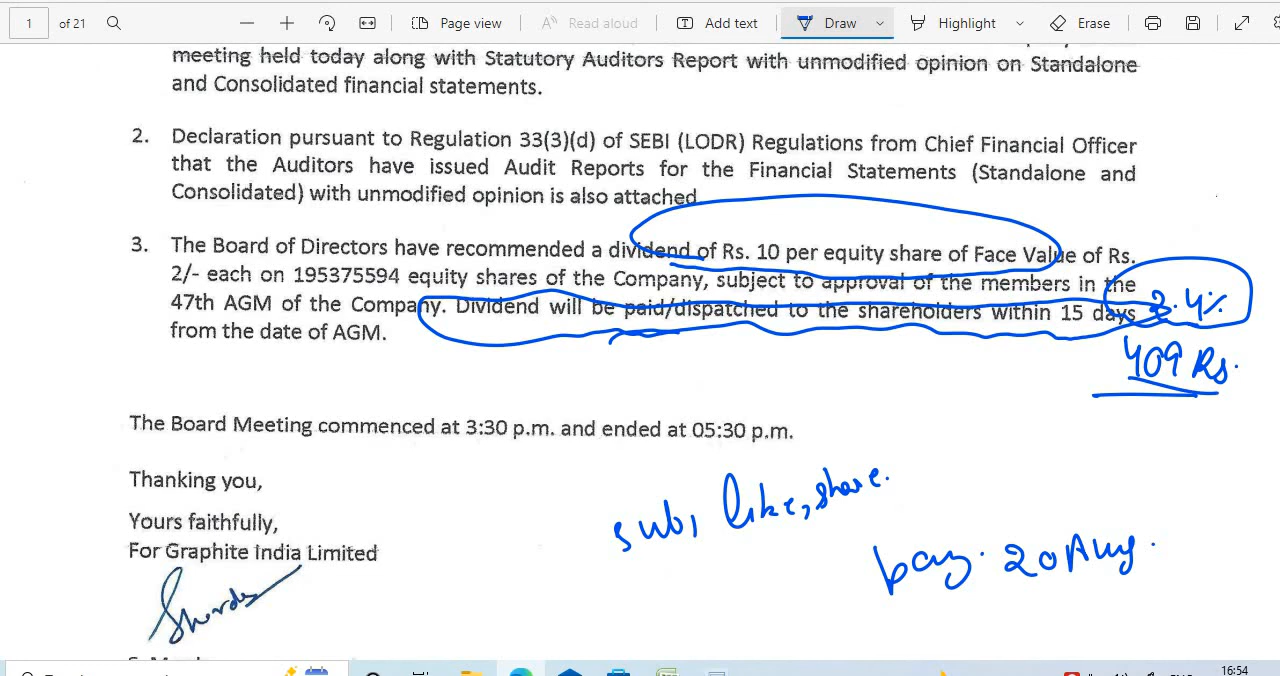 1 of 21 Page view Read aloud Add text Draw Highlight Erase
meeting held today along with Statutory Auditors Report with unmodified opinion on Standalone
and Consolidated financial statements.
2. Declaration pursuant to Regulation 33(3)(d) of SEBI (LODR) Regulations from Chief Financial Officer
that the Auditors have issued Audit Reports for the Financial Statements (Standalone and
Consolidated) with unmodified opinion is also attached
3. The Board of Directors have recommended a dividend of Rs. 10 per equity share of Face Value of Rs.
2/- each on 195375594 equity shares of the Company, subject to approval of the members in the
47th AGM of the Company. Dividend will be paid/dispatched to the shareholders within 15 days
from the date of AGM.
409 Rs.
The Board Meeting commenced at 3:30 p.m. and ended at 05:30 p.m.
Thanking you,
Yours faithfully,
For Graphite India Limited
sub, like, share.
pay. 20 Aug.
16:54